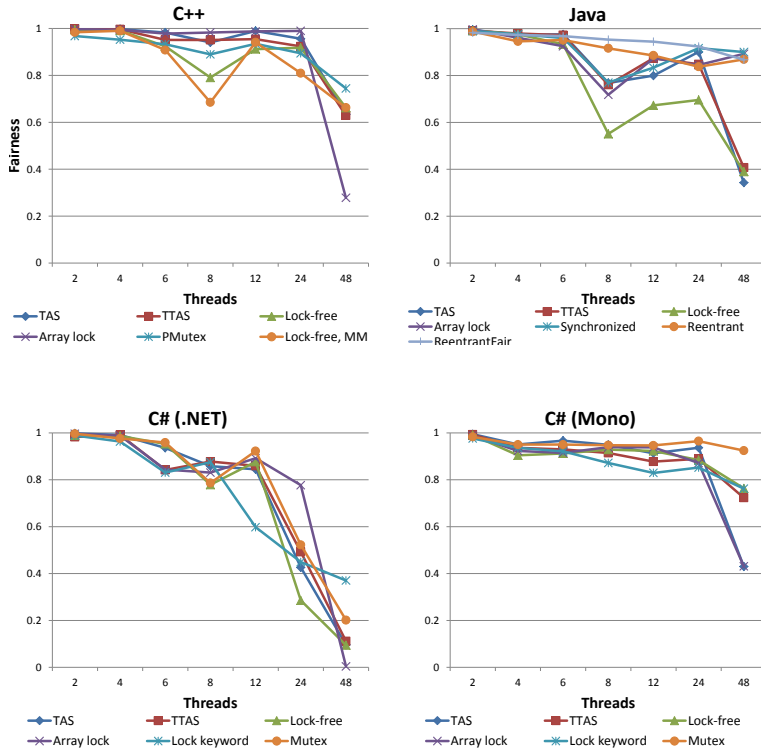 C++
Fairness
1
0.8
0.6
0.4
0.2
0
2 4 6 8 12 24 48
Threads
TAS TTAS Lock-free
Array lock PMutex Lock-free, MM
Java
1
0.8
0.6
0.4
0.2
0
2 4 6 8 12 24 48
Threads
TAS TTAS Lock-free
Array lock Synchronized Reentrant
ReentrantFair
C# (.NET)
1
0.8
0.6
0.4
0.2
0
2 4 6 8 12 24 48
Threads
TAS TTAS Lock-free
Array lock Lock keyword Mutex
C# (Mono)
1
0.8
0.6
0.4
0.2
0
2 4 6 8 12 24 48
Threads
TAS TTAS Lock-free
Array lock Lock keyword Mutex